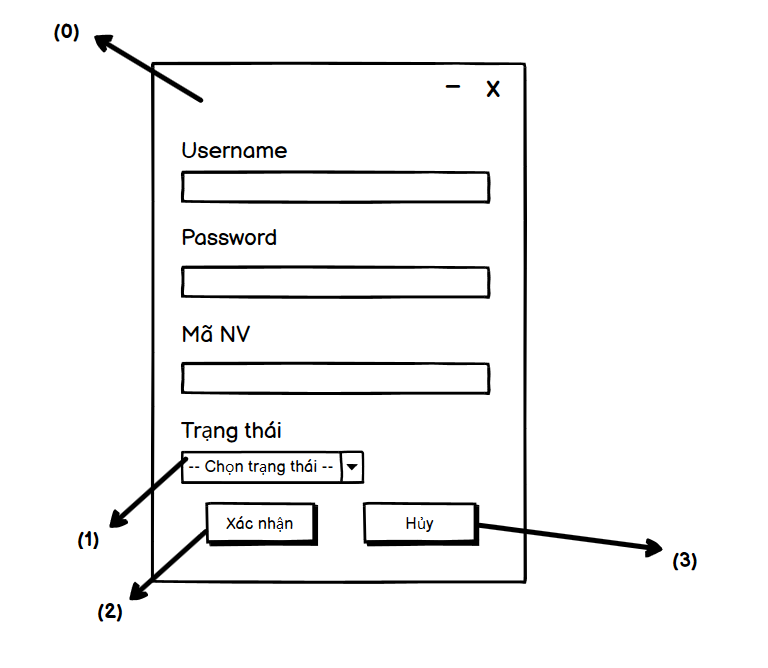 (0)
– X
Username
Password
Mã NV
Trạng thái
-- Chọn trạng thái --
Xác nhận Hủy
(1)
(3)
(2)